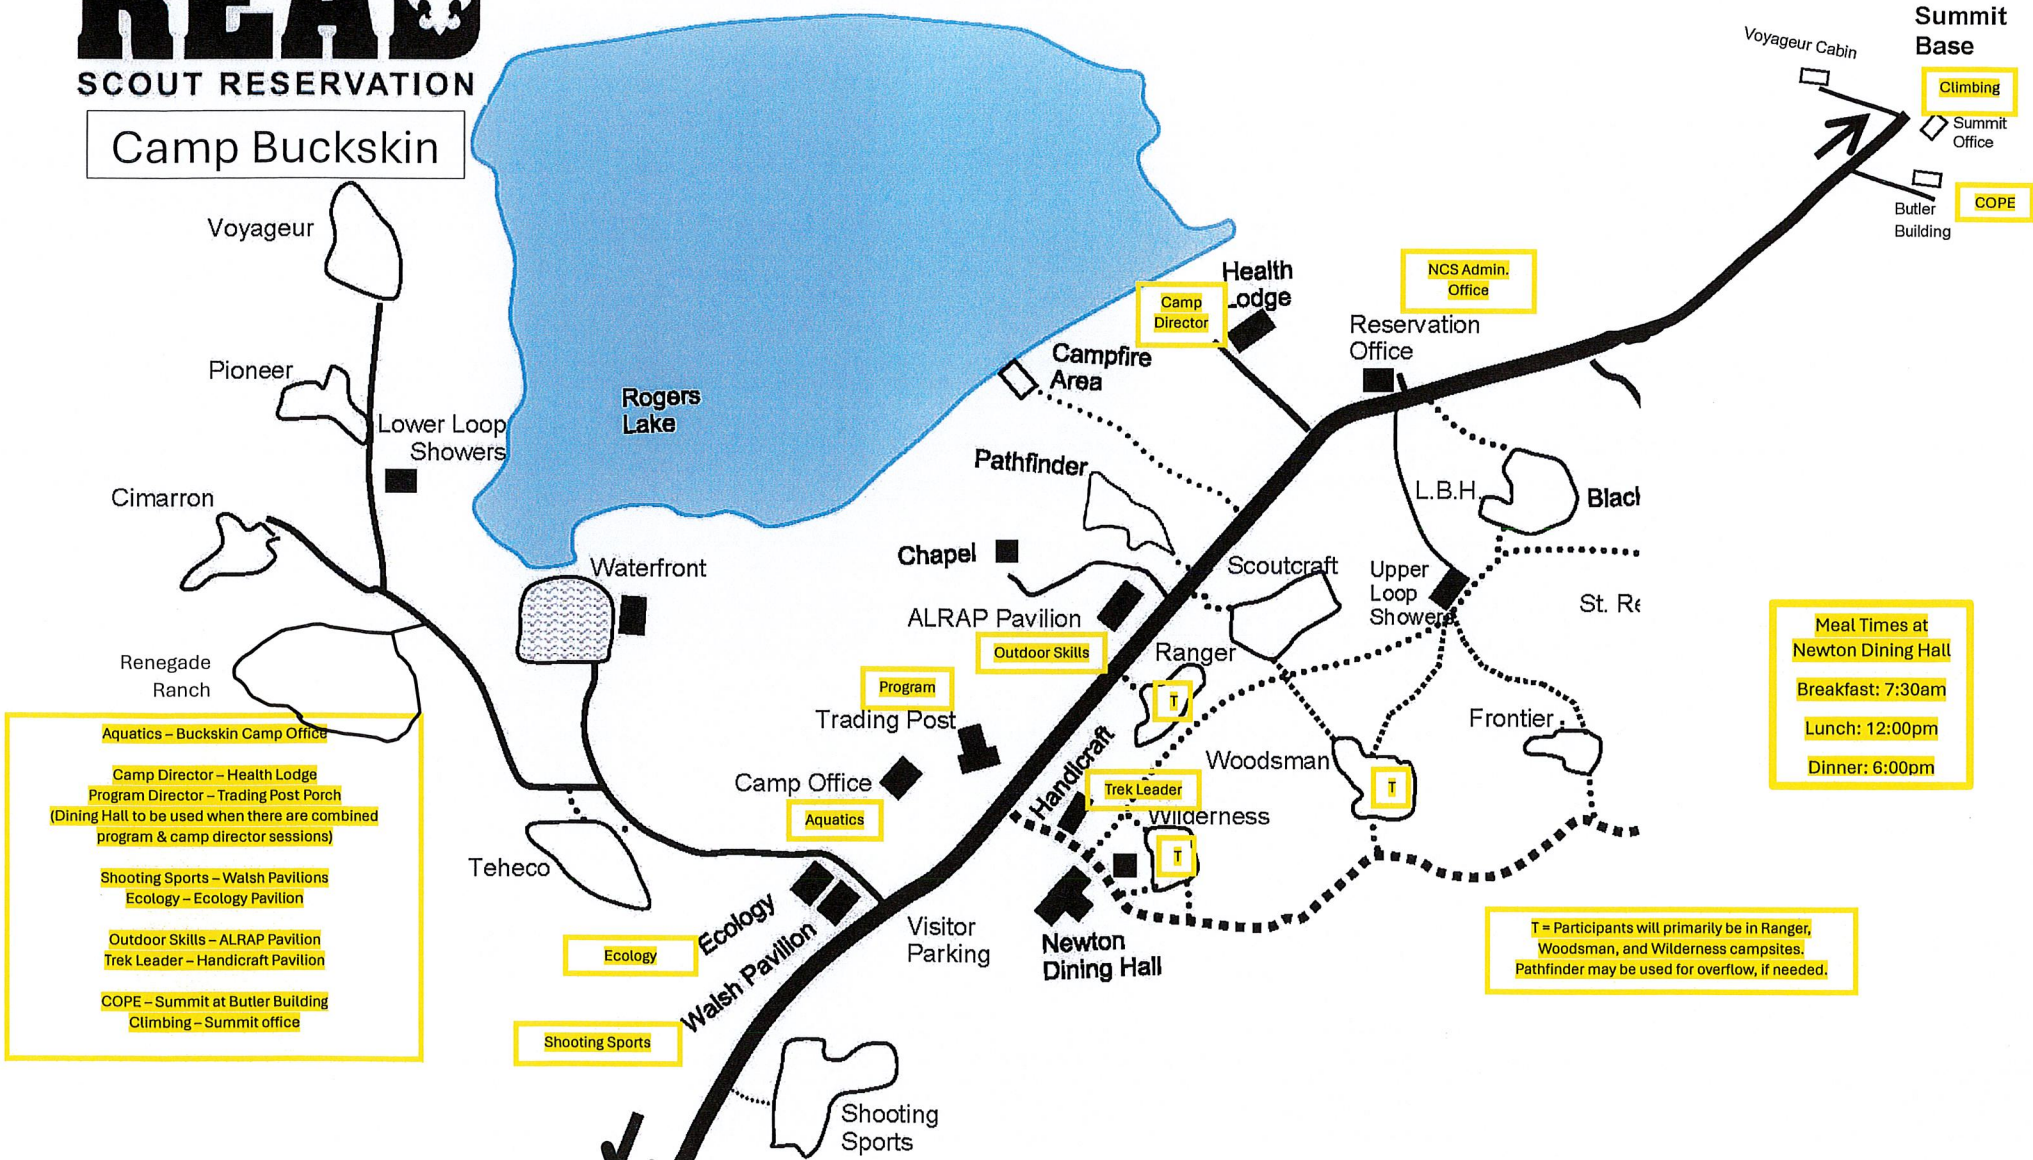 READ
SCOUT RESERVATION
Camp Buckskin
Summit
Base
Voyageur Cabin
Climbing
Summit
Office
COPE
Butler
Building
Voyageur
NCS Admin.
Office
Health
Lodge
Camp
Director
Reservation
Office
Campfire
Area
Pioneer
Rogers
Lake
Lower Loop
Showers
Pathfinder
Cimarron
L.B.H.
Chapel
Waterfront
Scoutcraft
Upper
Loop
Showers
St. Re
ALRAP Pavilion
Outdoor Skills
Ranger
T
Renegade
Ranch
Program
Trading Post
Meal Times at
Newton Dining Hall
Breakfast: 7:30am
Lunch: 12:00pm
Dinner: 6:00pm
Frontier
Woodsman
T
Handicraft
Trek Leader
Wilderness
T
Camp Office
Aquatics
Aquatics – Buckskin Camp Office
Camp Director – Health Lodge
Program Director – Trading Post Porch
(Dining Hall to be used when there are combined
program & camp director sessions)
Shooting Sports – Walsh Pavilions
Ecology – Ecology Pavilion
Outdoor Skills – ALRAP Pavilion
Trek Leader – Handicraft Pavilion
COPE – Summit at Butler Building
Climbing – Summit office
Teheco
Ecology
Ecology
Walsh Pavilion
Visitor
Parking
Newton
Dining Hall
T = Participants will primarily be in Ranger,
Woodsman, and Wilderness campsites.
Pathfinder may be used for overflow, if needed.
Shooting Sports
Shooting
Sports